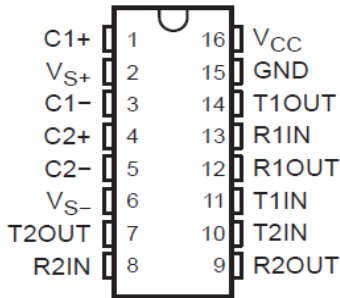 C1+ 1 16 VCC
VS+ 2 15 GND
C1− 3 14 T1OUT
C2+ 4 13 R1IN
C2− 5 12 R1OUT
VS− 6 11 T1IN
T2OUT 7 10 T2IN
R2IN 8 9 R2OUT